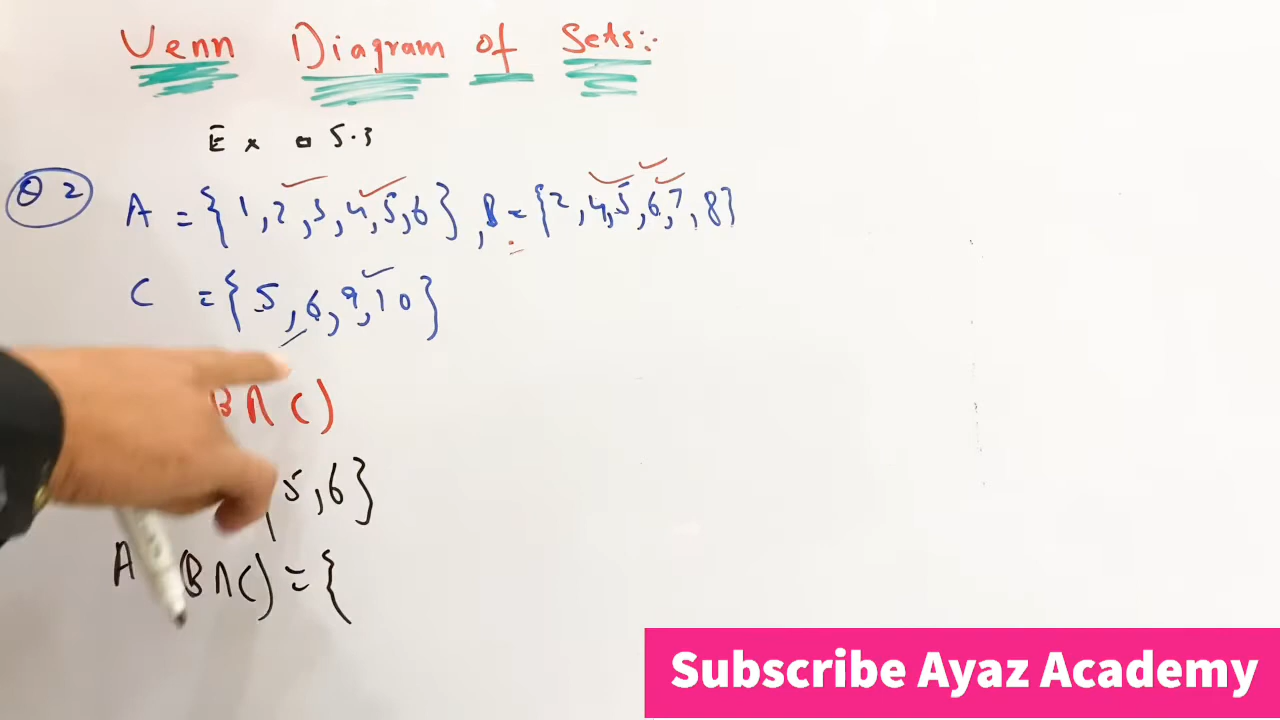 Venn Diagram of Sets:-
Ex 5.3
Q 2 A = {1,2,3,4,5,6}, B = {2,4,5,6,7,8}
C = {5,6,9,10}
B∩C)
5,6}
A (B∩C) = {
Subscribe Ayaz Academy